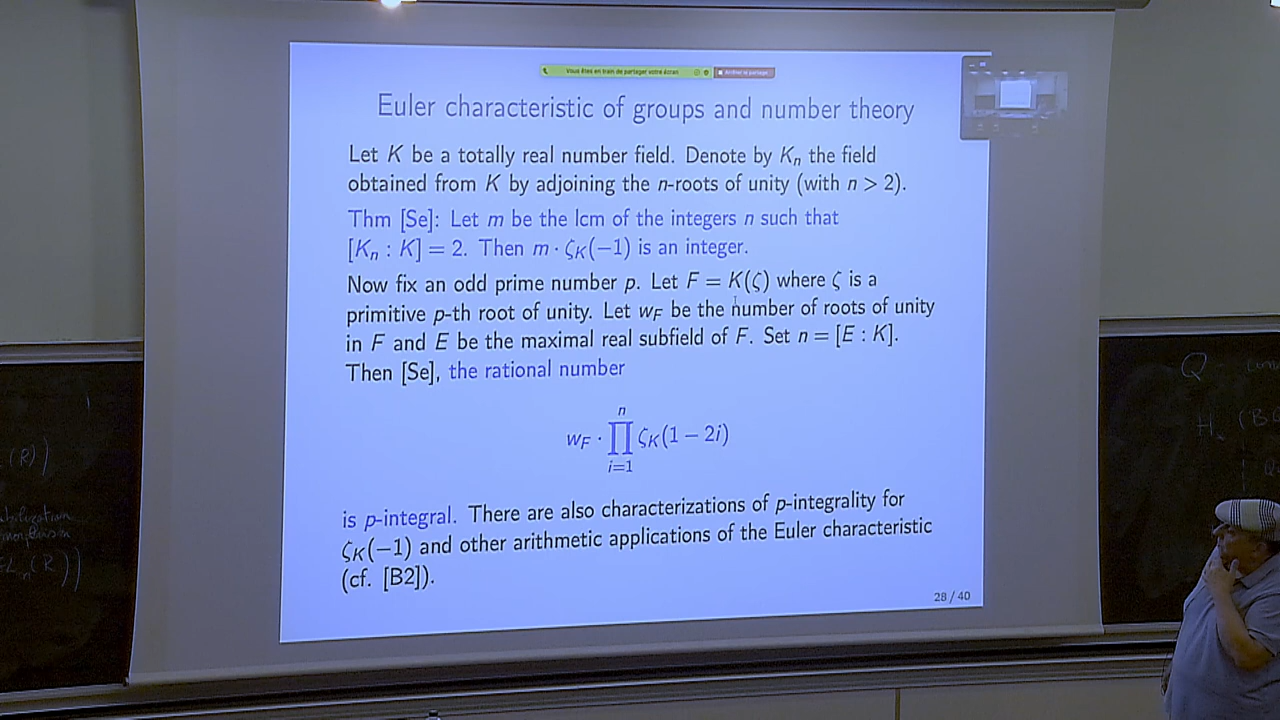 Vous êtes en train de partager votre écran
Euler characteristic of groups and number theory
Let K be a totally real number field. Denote by Kₙ the field
obtained from K by adjoining the n-roots of unity (with n > 2).
Thm [Se]: Let m be the lcm of the integers n such that
[Kₙ : K] = 2. Then m · ζ_K(−1) is an integer.
Now fix an odd prime number p. Let F = K(ζ) where ζ is a
primitive p-th root of unity. Let w_F be the number of roots of unity
in F and E be the maximal real subfield of F. Set n = [E : K].
Then [Se], the rational number
w_F · ∏_{i=1}^{n} ζ_K(1 − 2i)
is p-integral. There are also characterizations of p-integrality for
ζ_K(−1) and other arithmetic applications of the Euler characteristic
(cf. [B2]).
28 / 40
(R)
Q